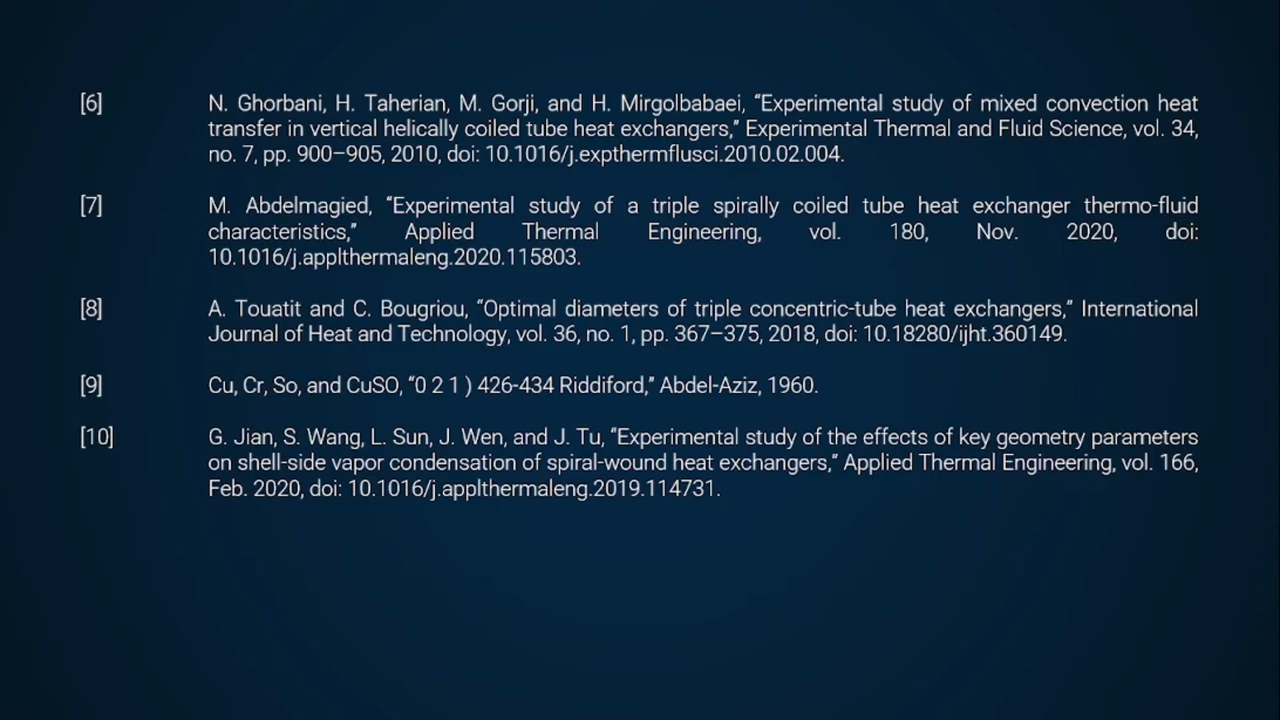 [6] N. Ghorbani, H. Taherian, M. Gorji, and H. Mirgolbabaei, “Experimental study of mixed convection heat
transfer in vertical helically coiled tube heat exchangers,” Experimental Thermal and Fluid Science, vol. 34,
no. 7, pp. 900–905, 2010, doi: 10.1016/j.expthermflusci.2010.02.004.
[7] M. Abdelmagied, “Experimental study of a triple spirally coiled tube heat exchanger thermo-fluid
characteristics,” Applied Thermal Engineering, vol. 180, Nov. 2020, doi:
10.1016/j.applthermaleng.2020.115803.
[8] A. Touatit and C. Bougriou, “Optimal diameters of triple concentric-tube heat exchangers,” International
Journal of Heat and Technology, vol. 36, no. 1, pp. 367–375, 2018, doi: 10.18280/ijht.360149.
[9] Cu, Cr, So, and CuSO, “0 2 1 ) 426-434 Riddiford,” Abdel-Aziz, 1960.
[10] G. Jian, S. Wang, L. Sun, J. Wen, and J. Tu, “Experimental study of the effects of key geometry parameters
on shell-side vapor condensation of spiral-wound heat exchangers,” Applied Thermal Engineering, vol. 166,
Feb. 2020, doi: 10.1016/j.applthermaleng.2019.114731.